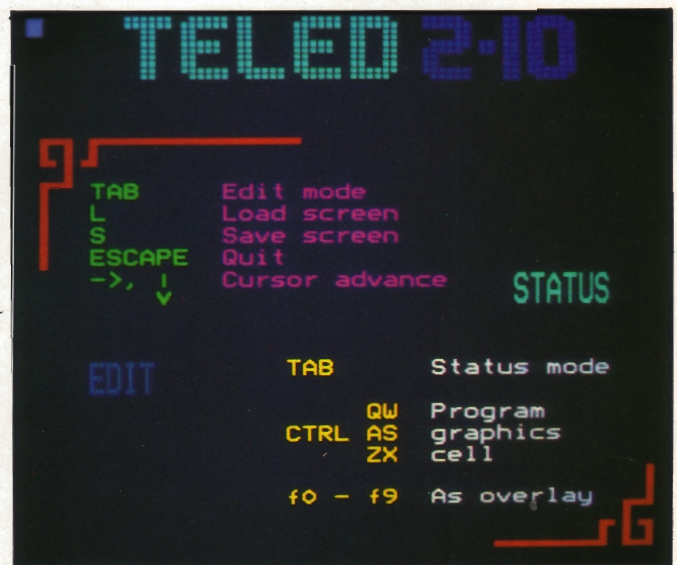 TELED 2.10
TAB Edit mode
L Load screen
S Save screen
ESCAPE Quit
->, Cursor advance
STATUS
EDIT
TAB Status mode
QW Program
CTRL AS graphics
ZX cell
f0 - f9 As overlay